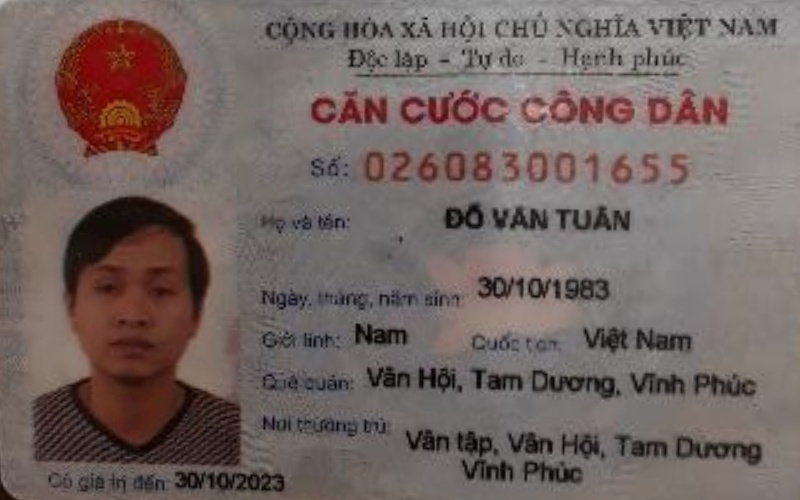 CỘNG HÒA XÃ HỘI CHỦ NGHĨA VIỆT NAM
Độc lập - Tự do - Hạnh phúc
CĂN CƯỚC CÔNG DÂN
Số: 026083001655
Họ và tên: ĐỖ VĂN TUÂN
Ngày, tháng, năm sinh: 30/10/1983
Giới tính: Nam Quốc tịch: Việt Nam
Quê quán: Vân Hội, Tam Dương, Vĩnh Phúc
Nơi thường trú: Vân tập, Vân Hội, Tam Dương
Vĩnh Phúc
Có giá trị đến: 30/10/2023